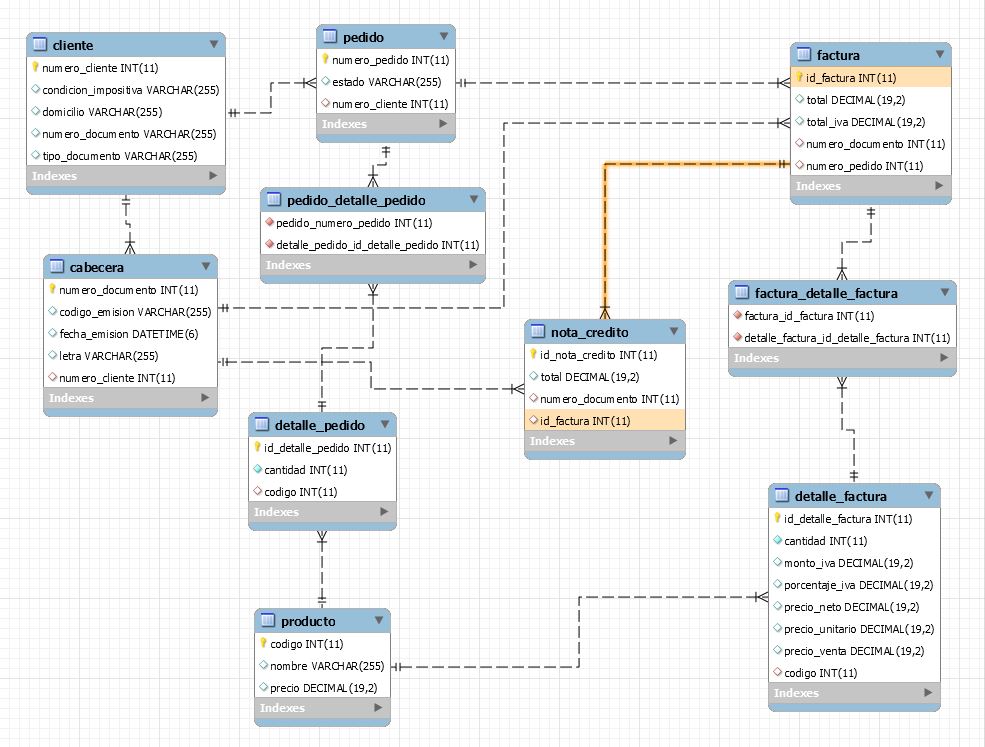 cliente
numero_cliente INT(11)
condicion_impositiva VARCHAR(255)
domicilio VARCHAR(255)
numero_documento VARCHAR(255)
tipo_documento VARCHAR(255)
Indexes
pedido
numero_pedido INT(11)
estado VARCHAR(255)
numero_cliente INT(11)
Indexes
factura
id_factura INT(11)
total DECIMAL(19,2)
total_iva DECIMAL(19,2)
numero_documento INT(11)
numero_pedido INT(11)
Indexes
pedido_detalle_pedido
pedido_numero_pedido INT(11)
detalle_pedido_id_detalle_pedido INT(11)
Indexes
cabecera
numero_documento INT(11)
codigo_emision VARCHAR(255)
fecha_emision DATETIME(6)
letra VARCHAR(255)
numero_cliente INT(11)
Indexes
factura_detalle_factura
factura_id_factura INT(11)
detalle_factura_id_detalle_factura INT(11)
Indexes
nota_credito
id_nota_credito INT(11)
total DECIMAL(19,2)
numero_documento INT(11)
id_factura INT(11)
Indexes
detalle_pedido
id_detalle_pedido INT(11)
cantidad INT(11)
codigo INT(11)
Indexes
detalle_factura
id_detalle_factura INT(11)
cantidad INT(11)
monto_iva DECIMAL(19,2)
porcentaje_iva DECIMAL(19,2)
precio_neto DECIMAL(19,2)
precio_unitario DECIMAL(19,2)
precio_venta DECIMAL(19,2)
codigo INT(11)
Indexes
producto
codigo INT(11)
nombre VARCHAR(255)
precio DECIMAL(19,2)
Indexes